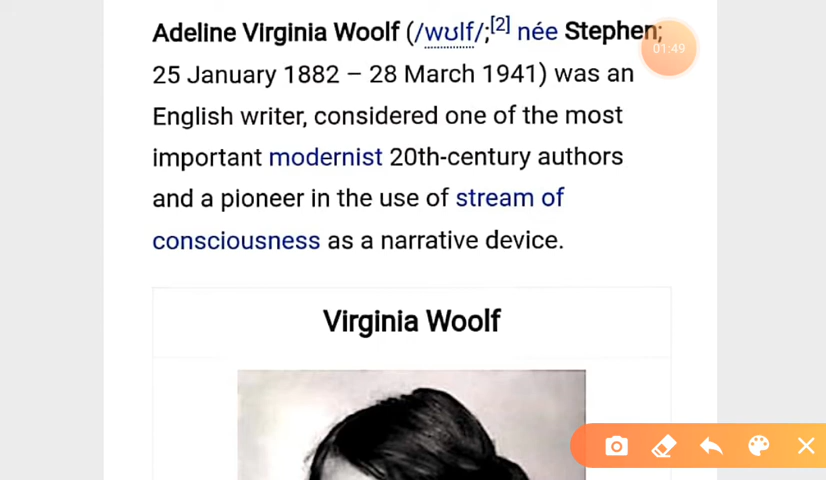 Adeline Virginia Woolf (/wʊlf/;[2] née Stephen;
25 January 1882 – 28 March 1941) was an
English writer, considered one of the most
important modernist 20th-century authors
and a pioneer in the use of stream of
consciousness as a narrative device.
Virginia Woolf
01:49